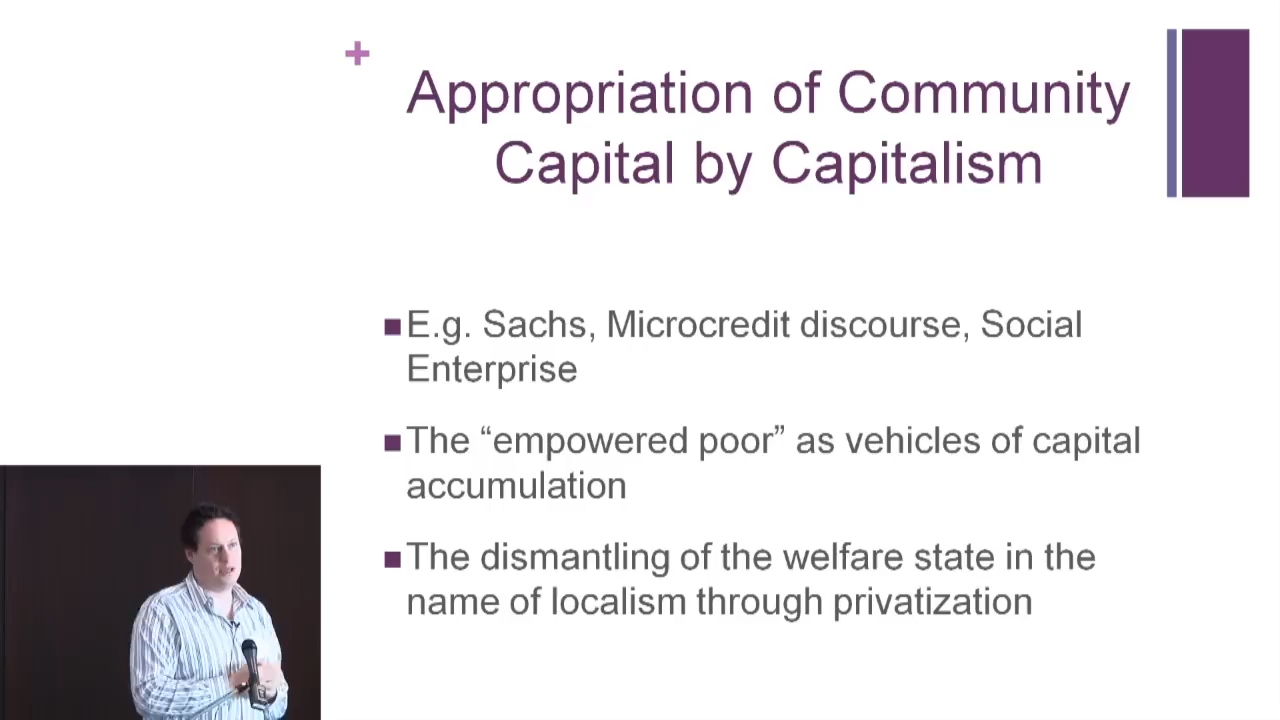 Appropriation of Community
Capital by Capitalism
E.g. Sachs, Microcredit discourse, Social
Enterprise
The “empowered poor” as vehicles of capital
accumulation
The dismantling of the welfare state in the
name of localism through privatization